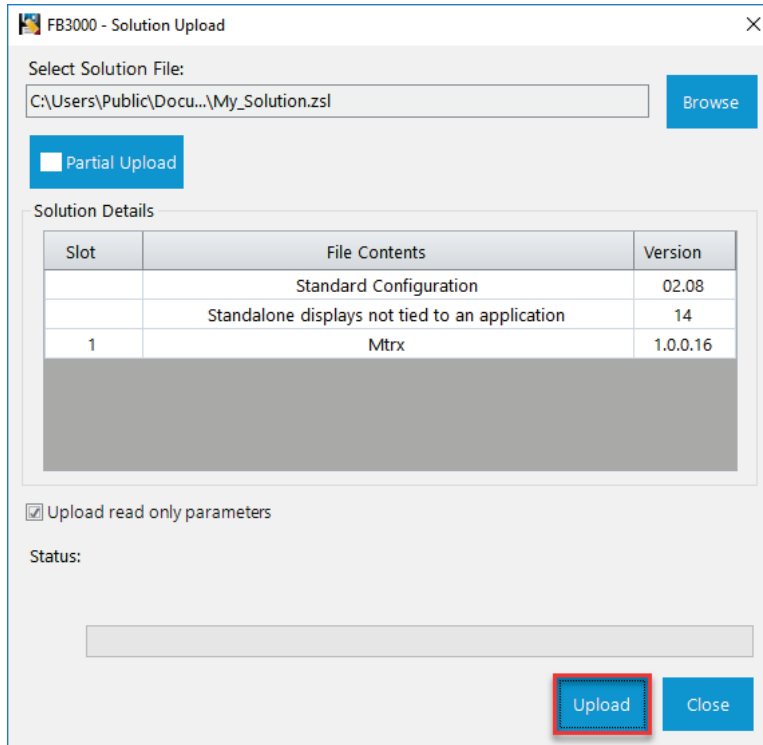 FB3000 - Solution Upload
Select Solution File:
C:\Users\Public\Docu...\My_Solution.zsl
Browse
Partial Upload
Solution Details
Slot File Contents Version
Standard Configuration 02.08
Standalone displays not tied to an application 14
1 Mtrx 1.0.0.16
Upload read only parameters
Status:
Upload Close